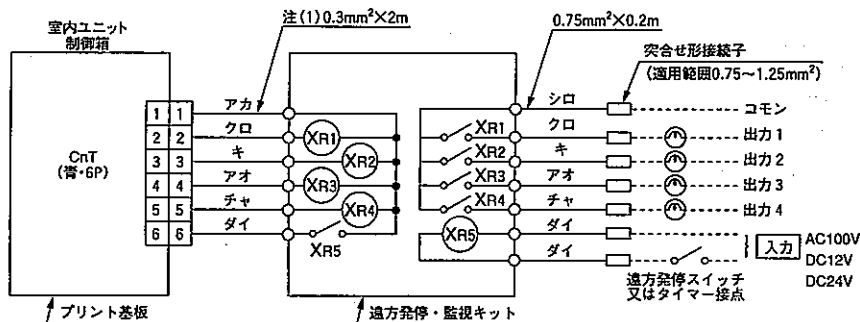 室内ユニット
制御箱
注(1)0.3mm²×2m
0.75mm²×0.2m
突合せ形接続子
(適用範囲0.75〜1.25mm²)
CnT
(青・6P)
1 1 アカ
2 2 クロ XR1
3 3 キ XR2
4 4 アオ XR3
5 5 チャ XR4
6 6 ダイ XR5
シロ コモン
XR1 クロ 出力1
XR2 キ 出力2
XR3 アオ 出力3
XR4 チャ 出力4
XR5 ダイ
ダイ
入力
AC100V
DC12V
DC24V
遠方発停スイッチ
又はタイマー接点
プリント基板
遠方発停・監視キット